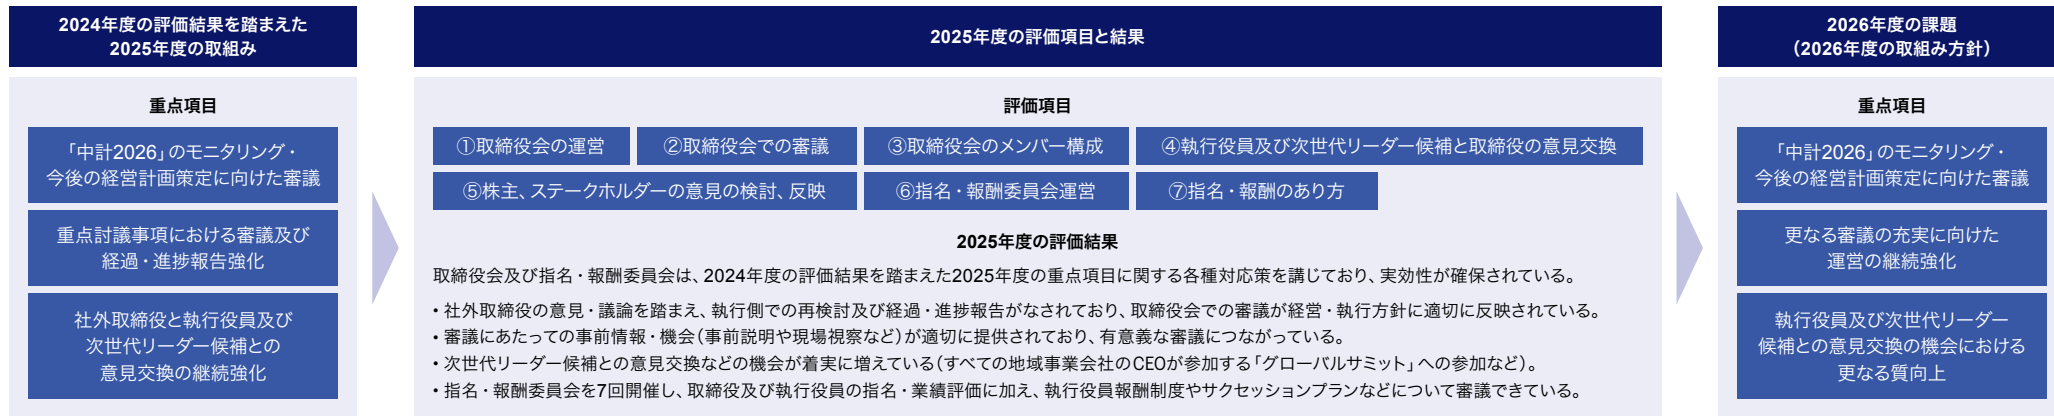 2024年度の評価結果を踏まえた
2025年度の取組み
重点項目
「中計2026」のモニタリング・
今後の経営計画策定に向けた審議
重点討議事項における審議及び
経過・進捗報告強化
社外取締役と執行役員及び
次世代リーダー候補との
意見交換の継続強化
2025年度の評価項目と結果
評価項目
①取締役会の運営
②取締役会での審議
③取締役会のメンバー構成
④執行役員及び次世代リーダー候補と取締役の意見交換
⑤株主、ステークホルダーの意見の検討、反映
⑥指名・報酬委員会運営
⑦指名・報酬のあり方
2025年度の評価結果
取締役会及び指名・報酬委員会は、2024年度の評価結果を踏まえた2025年度の重点項目に関する各種対応策を講じており、実効性が確保されている。
• 社外取締役の意見・議論を踏まえ、執行側での再検討及び経過・進捗報告がなされており、取締役会での審議が経営・執行方針に適切に反映されている。
• 審議にあたっての事前情報・機会（事前説明や現場視察など）が適切に提供されており、有意義な審議につながっている。
• 次世代リーダー候補との意見交換などの機会が着実に増えている（すべての地域事業会社のCEOが参加する「グローバルサミット」への参加など）。
• 指名・報酬委員会を7回開催し、取締役及び執行役員の指名・業績評価に加え、執行役員報酬制度やサクセッションプランなどについて審議できている。
2026年度の課題
（2026年度の取組み方針）
重点項目
「中計2026」のモニタリング・
今後の経営計画策定に向けた審議
更なる審議の充実に向けた
運営の継続強化
執行役員及び次世代リーダー
候補との意見交換の機会における
更なる質向上